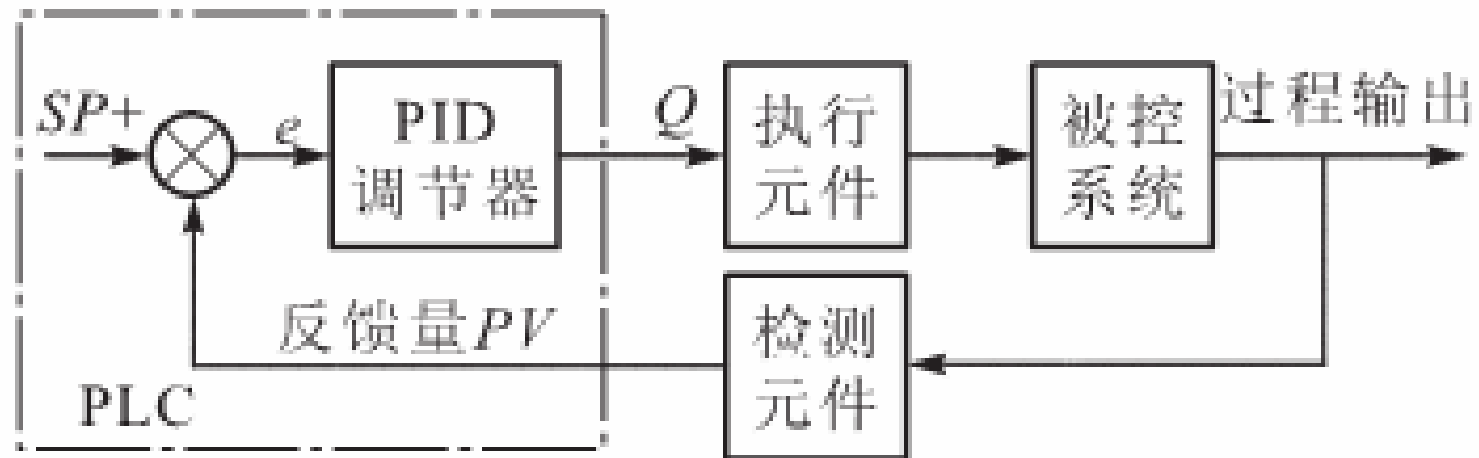 SP+
e
PID
调节器
Q
执行
元件
被控
系统
过程输出
反馈量PV
检测
元件
PLC